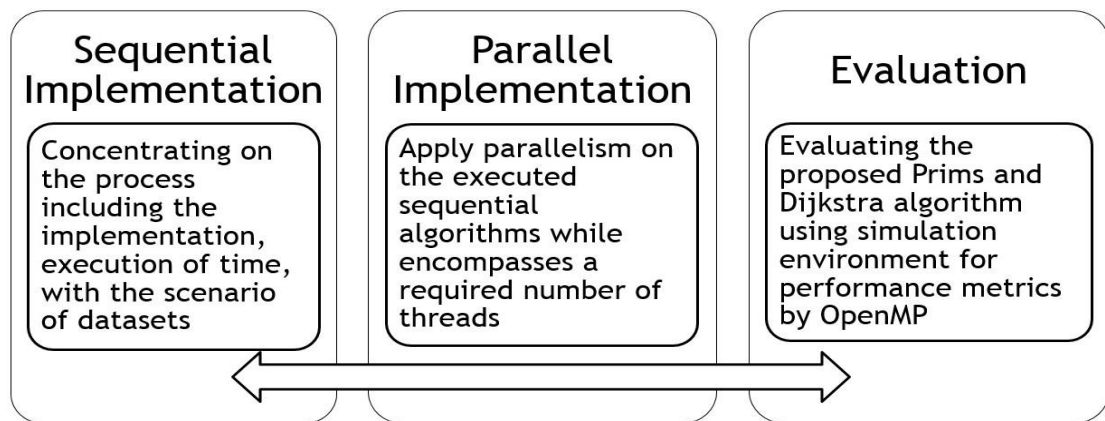 Sequential
Implementation
Concentrating on
the process
including the
implementation,
execution of time,
with the scenario
of datasets
Parallel
Implementation
Apply parallelism on
the executed
sequential
algorithms while
encompasses a
required number of
threads
Evaluation
Evaluating the
proposed Prims and
Dijkstra algorithm
using simulation
environment for
performance metrics
by OpenMP